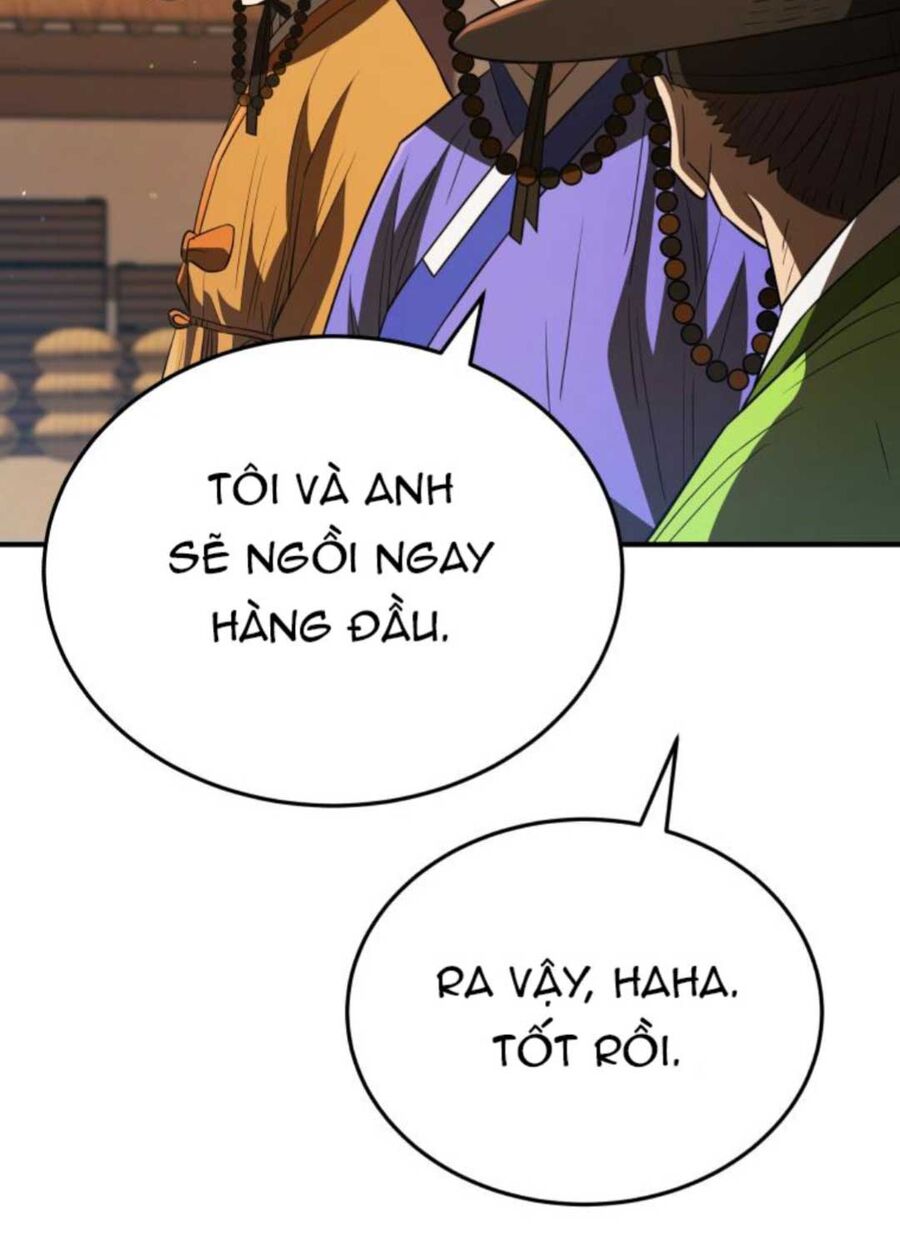 TÔI VÀ ANH
SẼ NGỒI NGAY
HÀNG ĐẦU.
RA VẬY, HAHA.
TỐT RỒI.